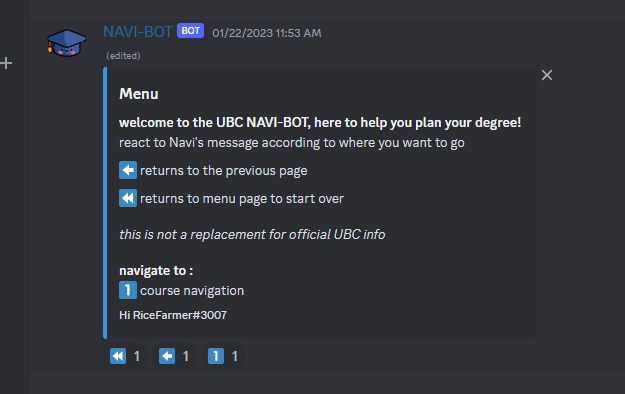 NAVI-BOT BOT 01/22/2023 11:53 AM
(edited)
Menu
welcome to the UBC NAVI-BOT, here to help you plan your degree!
react to Navi's message according to where you want to go
⬅️ returns to the previous page
⏪ returns to menu page to start over
this is not a replacement for official UBC info
navigate to :
1️⃣ course navigation
Hi RiceFarmer#3007
⏪ 1 ⬅️ 1 1️⃣ 1